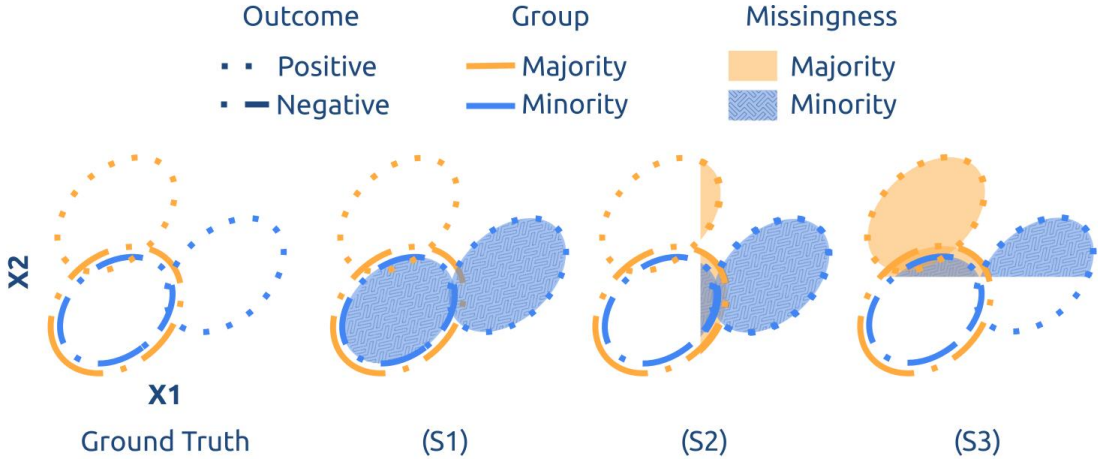 Outcome Group Missingness
Positive Majority Majority
Negative Minority Minority
X2
X1
Ground Truth (S1) (S2) (S3)